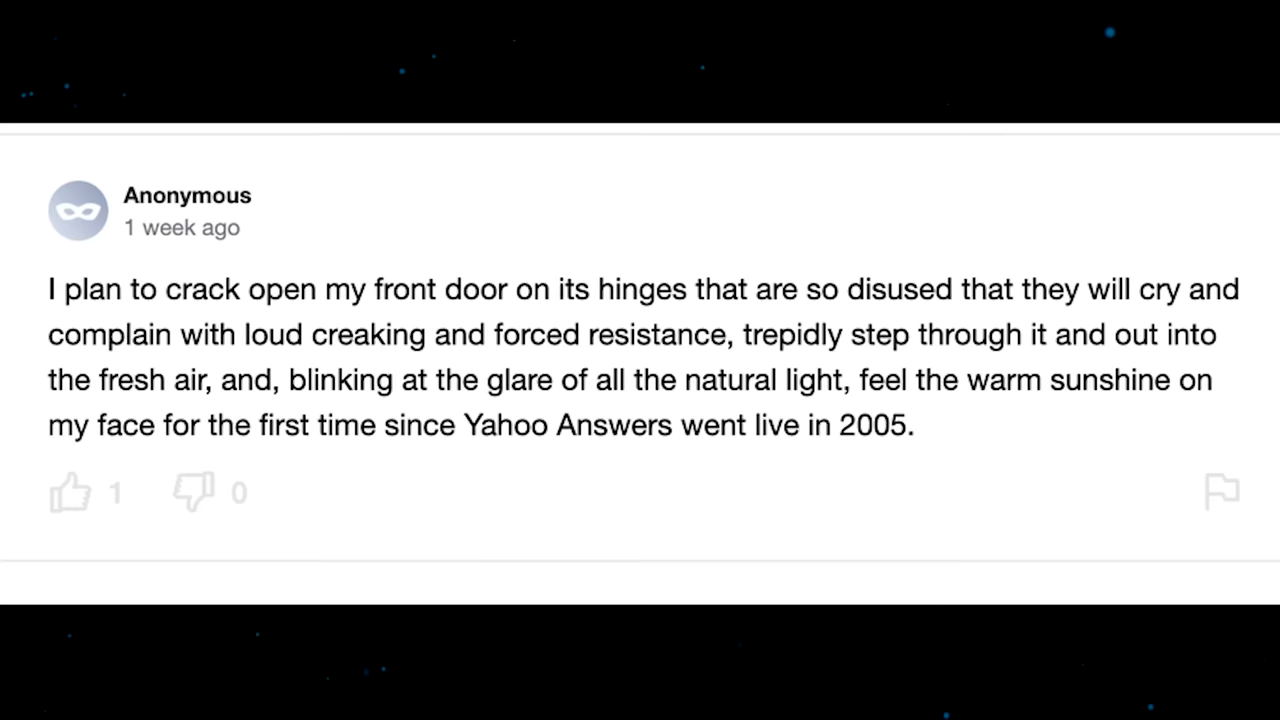 Anonymous
1 week ago
I plan to crack open my front door on its hinges that are so disused that they will cry and
complain with loud creaking and forced resistance, trepidly step through it and out into
the fresh air, and, blinking at the glare of all the natural light, feel the warm sunshine on
my face for the first time since Yahoo Answers went live in 2005.
1 0